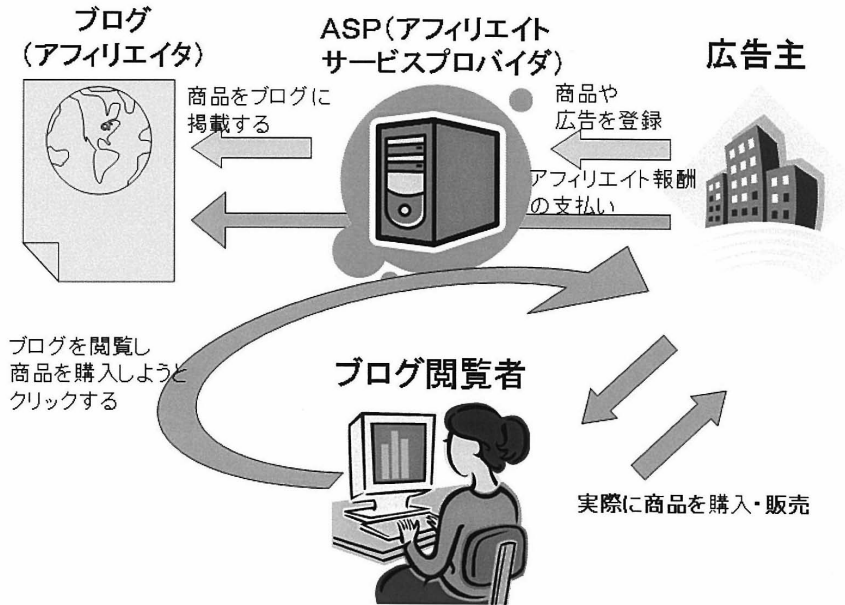 ブログ
(アフィリエイタ)
ASP(アフィリエイト
サービスプロバイダ)
広告主
商品をブログに
掲載する
商品や
広告を登録
アフィリエイト報酬
の支払い
ブログを閲覧し
商品を購入しようと
クリックする
ブログ閲覧者
実際に商品を購入・販売